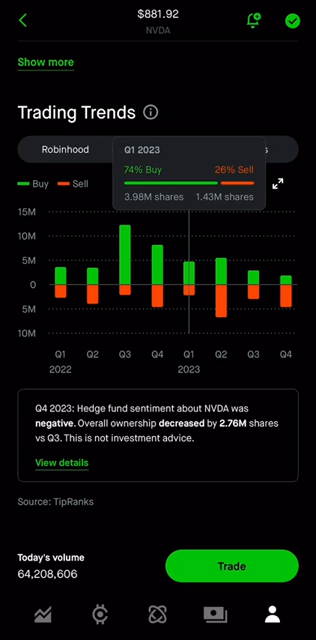 $881.92
NVDA
Show more
Trading Trends
Robinhood
Q1 2023
74% Buy 26% Sell
3.98M shares 1.43M shares
Buy Sell
15M
10M
5M
0
5M
10M
Q1 Q2 Q3 Q4 Q1 Q2 Q3 Q4
2022 2023
Q4 2023: Hedge fund sentiment about NVDA was
negative. Overall ownership decreased by 2.76M shares
vs Q3. This is not investment advice.
View details
Source: TipRanks
Today's volume
64,208,606
Trade